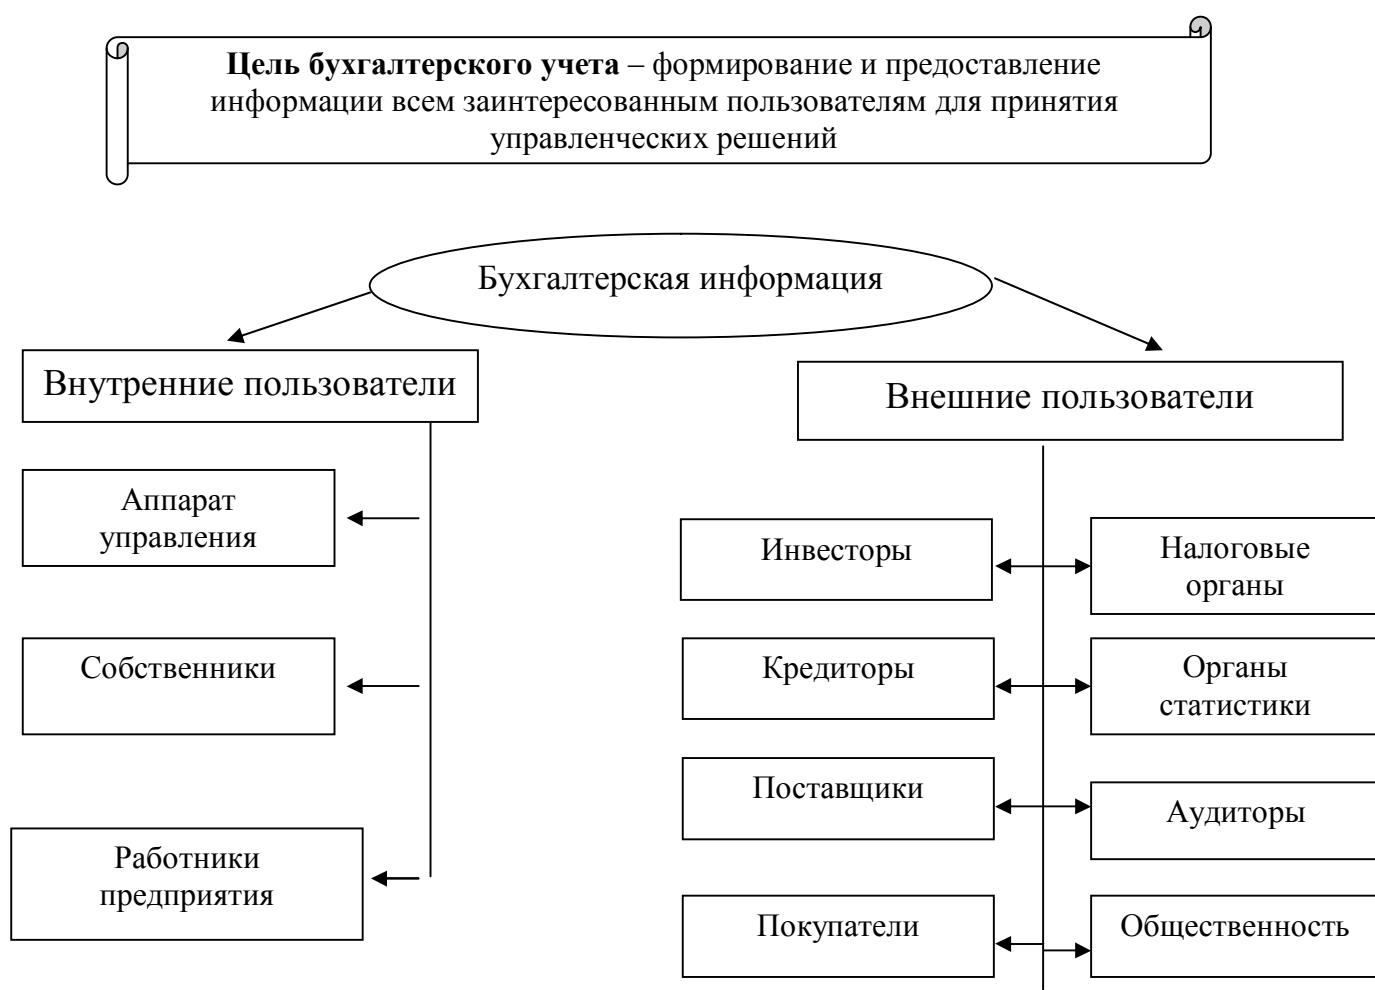 Цель бухгалтерского учета – формирование и предоставление
информации всем заинтересованным пользователям для принятия
управленческих решений
Бухгалтерская информация
Внутренние пользователи
Внешние пользователи
Аппарат
управления
Собственники
Работники
предприятия
Инвесторы
Налоговые
органы
Кредиторы
Органы
статистики
Поставщики
Аудиторы
Покупатели
Общественность